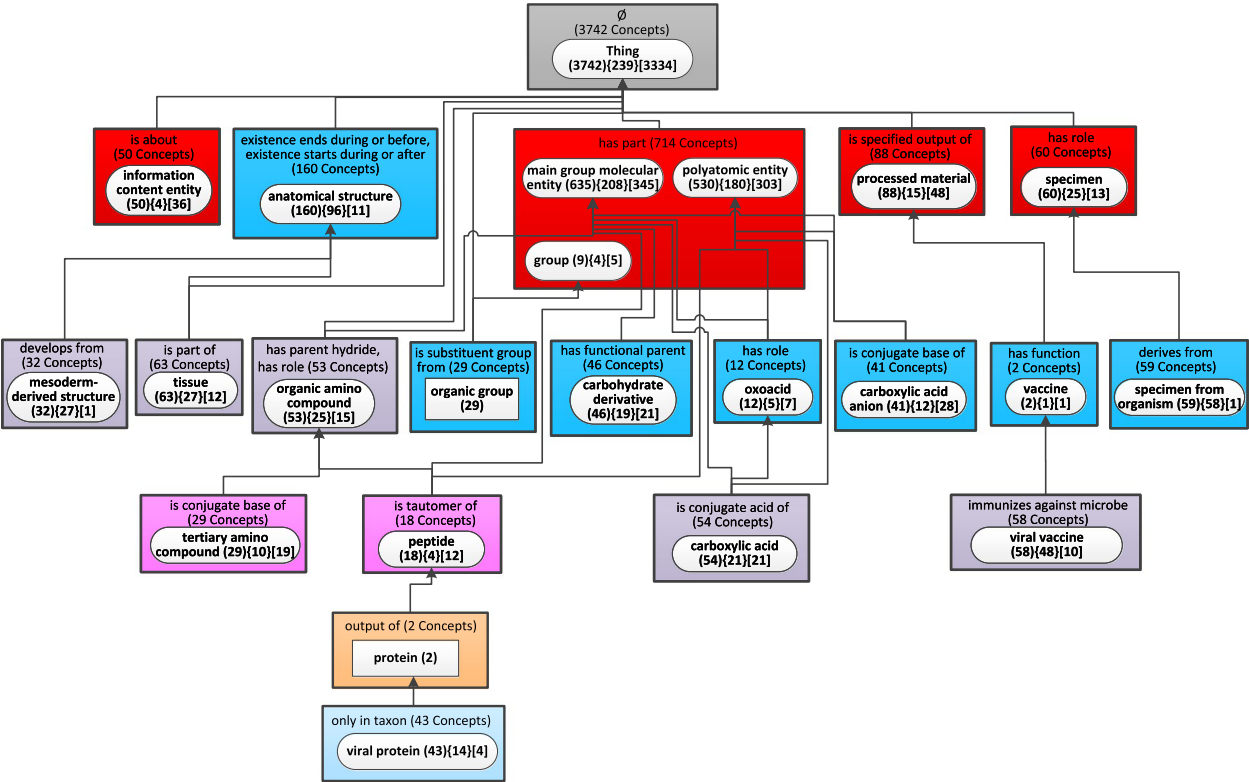 Ø
(3742 Concepts)
Thing
(3742){239}[3334]
is about
(50 Concepts)
information
content entity
(50){4}[36]
existence ends during or before,
existence starts during or after
(160 Concepts)
anatomical structure
(160){96}[11]
has part (714 Concepts)
main group molecular
entity (635){208}[345]
polyatomic entity
(530){180}[303]
group (9){4}[5]
is specified output of
(88 Concepts)
processed material
(88){15}[48]
has role
(60 Concepts)
specimen
(60){25}[13]
develops from
(32 Concepts)
mesoderm-
derived structure
(32){27}[1]
is part of
(63 Concepts)
tissue
(63){27}[12]
has parent hydride,
has role (53 Concepts)
organic amino
compound
(53){25}[15]
is substituent group
from (29 Concepts)
organic group
(29)
has functional parent
(46 Concepts)
carbohydrate
derivative
(46){19}[21]
has role
(12 Concepts)
oxoacid
(12){5}[7]
is conjugate base of
(41 Concepts)
carboxylic acid
anion (41){12}[28]
has function
(2 Concepts)
vaccine
(2){1}[1]
derives from
(59 Concepts)
specimen from
organism (59){58}[1]
is conjugate base of
(29 Concepts)
tertiary amino
compound (29){10}[19]
is tautomer of
(18 Concepts)
peptide
(18){4}[12]
is conjugate acid of
(54 Concepts)
carboxylic acid
(54){21}[21]
immunizes against microbe
(58 Concepts)
viral vaccine
(58){48}[10]
output of (2 Concepts)
protein (2)
only in taxon (43 Concepts)
viral protein (43){14}[4]